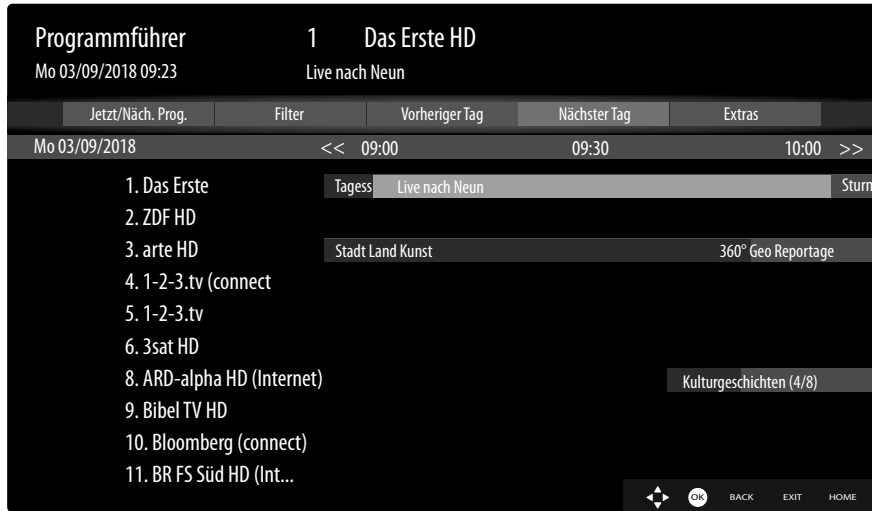 Programmführer 1 Das Erste HD
Mo 03/09/2018 09:23 Live nach Neun
Jetzt/Näch. Prog. Filter Vorheriger Tag Nächster Tag Extras
Mo 03/09/2018 << 09:00 09:30 10:00 >>
1. Das Erste Tagess Live nach Neun Sturm
2. ZDF HD
3. arte HD Stadt Land Kunst 360° Geo Reportage
4. 1-2-3.tv (connect
5. 1-2-3.tv
6. 3sat HD
8. ARD-alpha HD (Internet) Kulturgeschichten (4/8)
9. Bibel TV HD
10. Bloomberg (connect)
11. BR FS Süd HD (Int...
OK BACK EXIT HOME